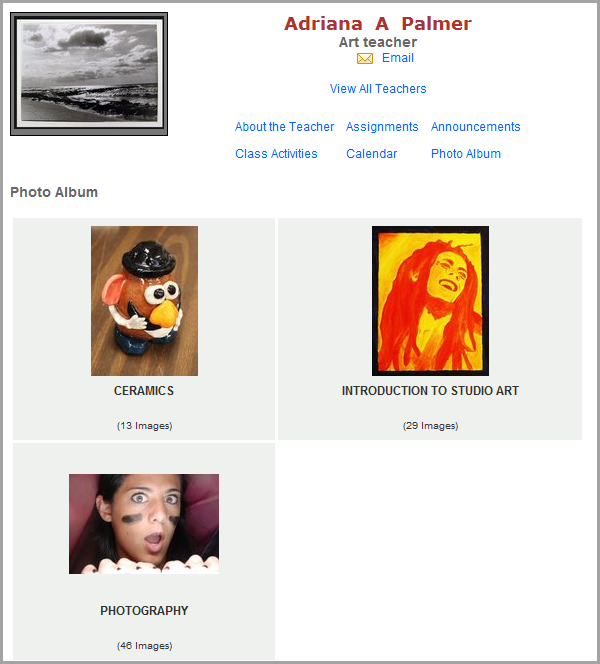 Adriana A Palmer
Art teacher
Email
View All Teachers
About the Teacher Assignments Announcements
Class Activities Calendar Photo Album
Photo Album
CERAMICS
(13 Images)
INTRODUCTION TO STUDIO ART
(29 Images)
PHOTOGRAPHY
(46 Images)